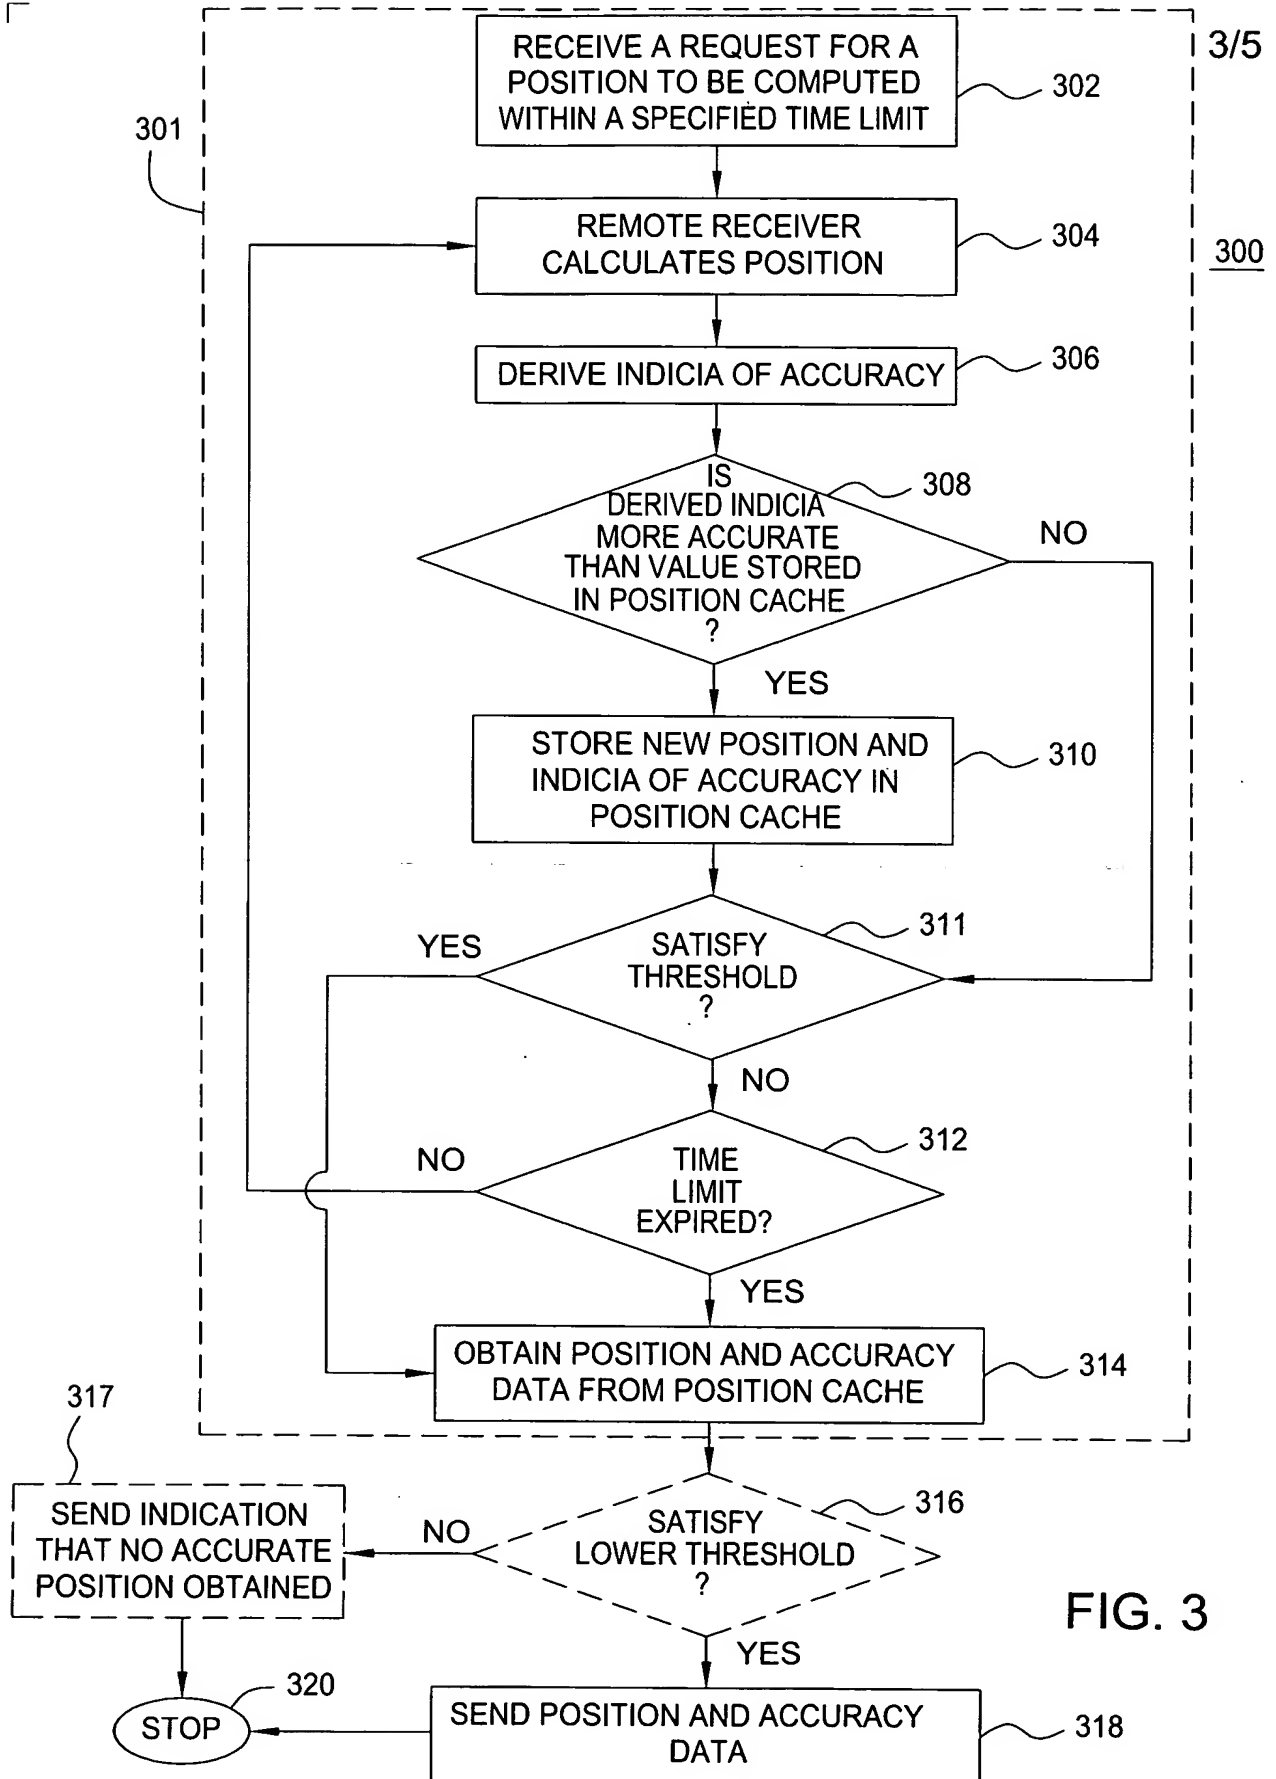 3/5
RECEIVE A REQUEST FOR A
POSITION TO BE COMPUTED
WITHIN A SPECIFIED TIME LIMIT
302
301
REMOTE RECEIVER
CALCULATES POSITION
304
300
DERIVE INDICIA OF ACCURACY
306
IS
DERIVED INDICIA
MORE ACCURATE
THAN VALUE STORED
IN POSITION CACHE
?
308
NO
YES
STORE NEW POSITION AND
INDICIA OF ACCURACY IN
POSITION CACHE
310
SATISFY
THRESHOLD
?
311
YES
NO
TIME
LIMIT
EXPIRED?
312
NO
YES
OBTAIN POSITION AND ACCURACY
DATA FROM POSITION CACHE
314
317
SEND INDICATION
THAT NO ACCURATE
POSITION OBTAINED
NO
SATISFY
LOWER THRESHOLD
?
316
FIG. 3
YES
320
STOP
SEND POSITION AND ACCURACY
DATA
318